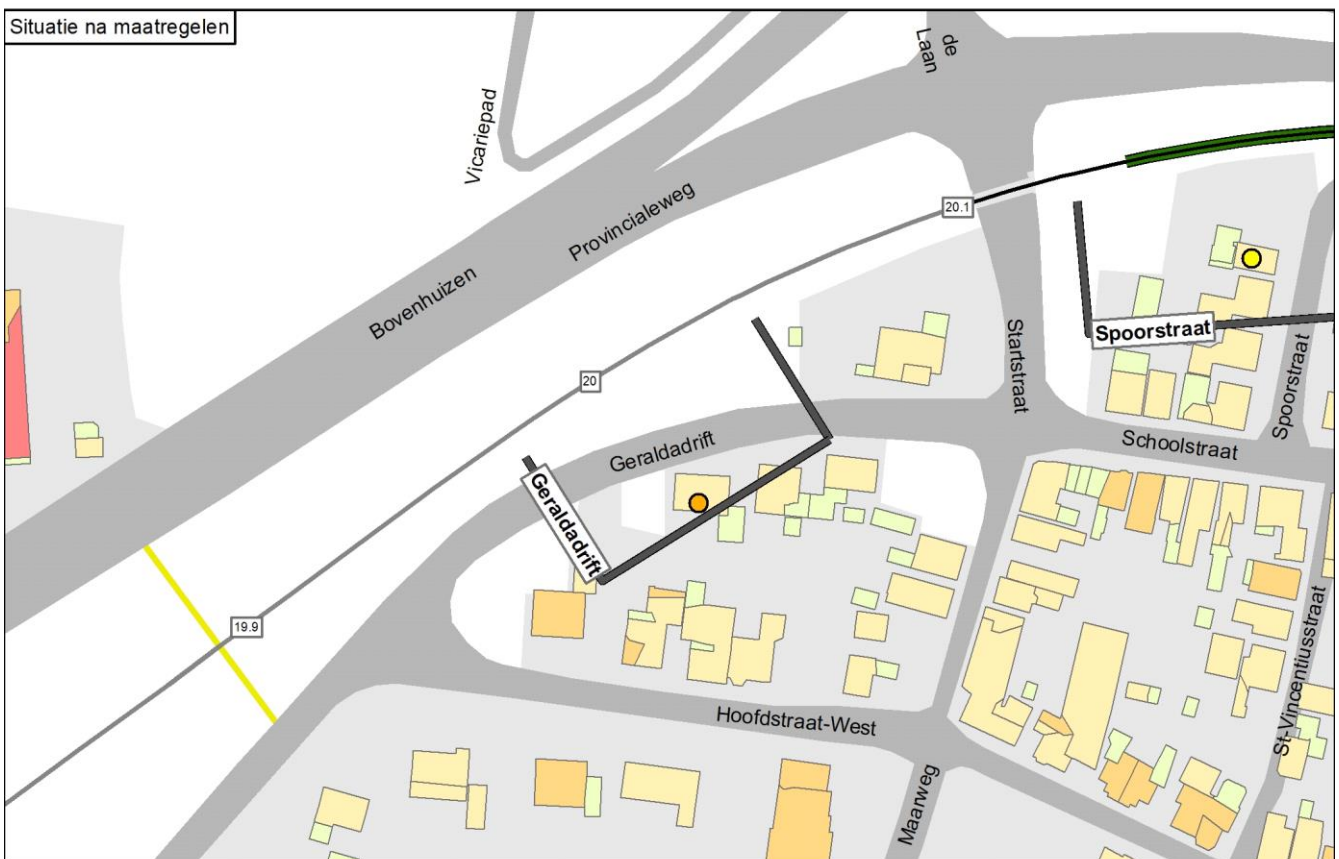 Situatie na maatregelen
de
Laan
Vicariepad
Provincialeweg
Bovenhuizen
20.1
20
19.9
Startstraat
Spoorstraat
Spoorstraat
Schoolstraat
Geraldadrift
Geraldadrift
St-Vincentiusstraat
Hoofdstraat-West
Maarweg